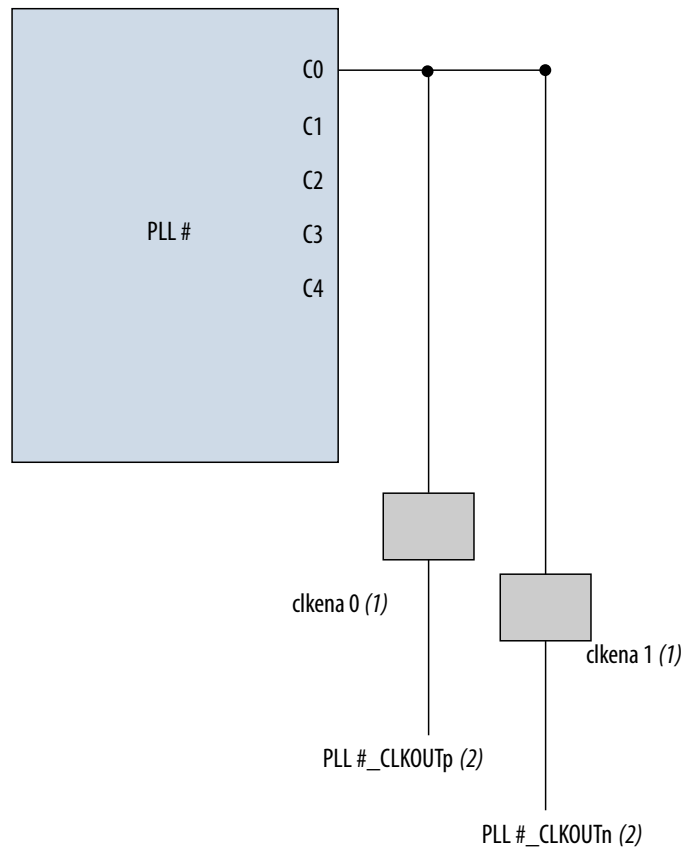 C0
C1
C2
PLL #
C3
C4
clkena 0 (1)
clkena 1 (1)
PLL #_CLKOUTp (2)
PLL #_CLKOUTn (2)